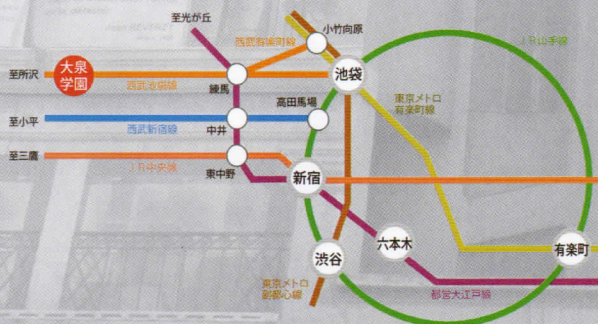 至光が丘
小竹向原
西武有楽町線
JR山手線
至所沢
大泉
学園
西武池袋線
練馬
池袋
高田馬場
東京メトロ
有楽町線
至小平
西武新宿線
中井
至三鷹
JR中央線
東中野
新宿
六本木
渋谷
有楽町
東京メトロ
副都心線
都営大江戸線